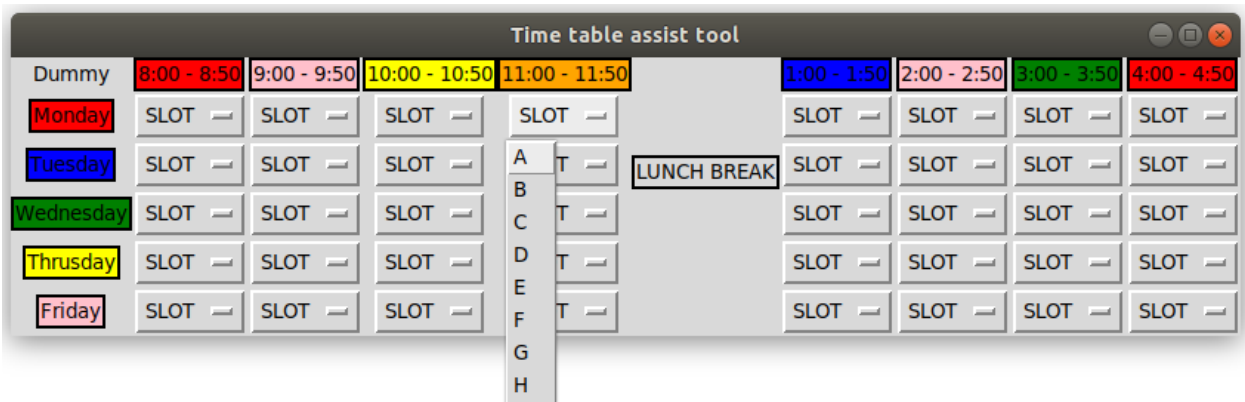 Time table assist tool
Dummy 8:00 - 8:50 9:00 - 9:50 10:00 - 10:50 11:00 - 11:50 1:00 - 1:50 2:00 - 2:50 3:00 - 3:50 4:00 - 4:50
Monday SLOT SLOT SLOT SLOT SLOT SLOT SLOT SLOT
A
Tuesday SLOT SLOT SLOT T LUNCH BREAK SLOT SLOT SLOT SLOT
B
Wednesday SLOT SLOT SLOT T SLOT SLOT SLOT SLOT
C
D
Thrusday SLOT SLOT SLOT T SLOT SLOT SLOT SLOT
E
Friday SLOT SLOT SLOT T SLOT SLOT SLOT SLOT
F
G
H